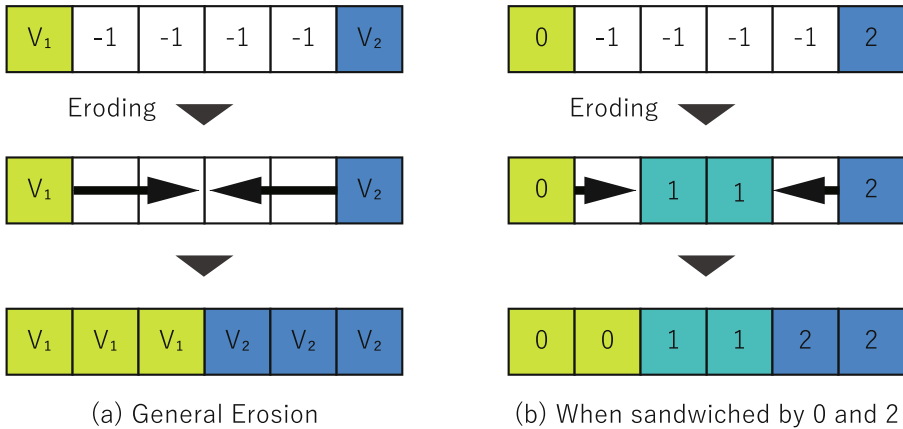 V₁ -1 -1 -1 -1 V₂
0 -1 -1 -1 -1 2
Eroding
Eroding
V₁ V₂
0 1 1 2
V₁ V₁ V₁ V₂ V₂ V₂
0 0 1 1 2 2
(a) General Erosion
(b) When sandwiched by 0 and 2